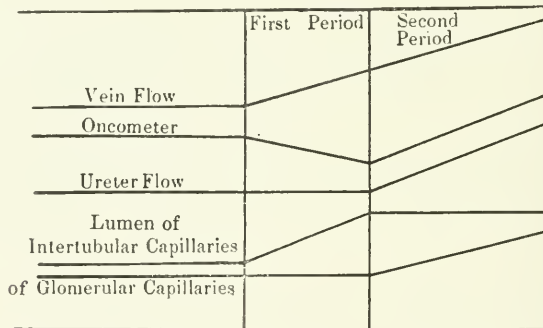 First Period
Second
Period
Vein Flow
Oncometer
Ureter Flow
Lumen of
Intertubular Capillaries
of Glomerular Capillaries